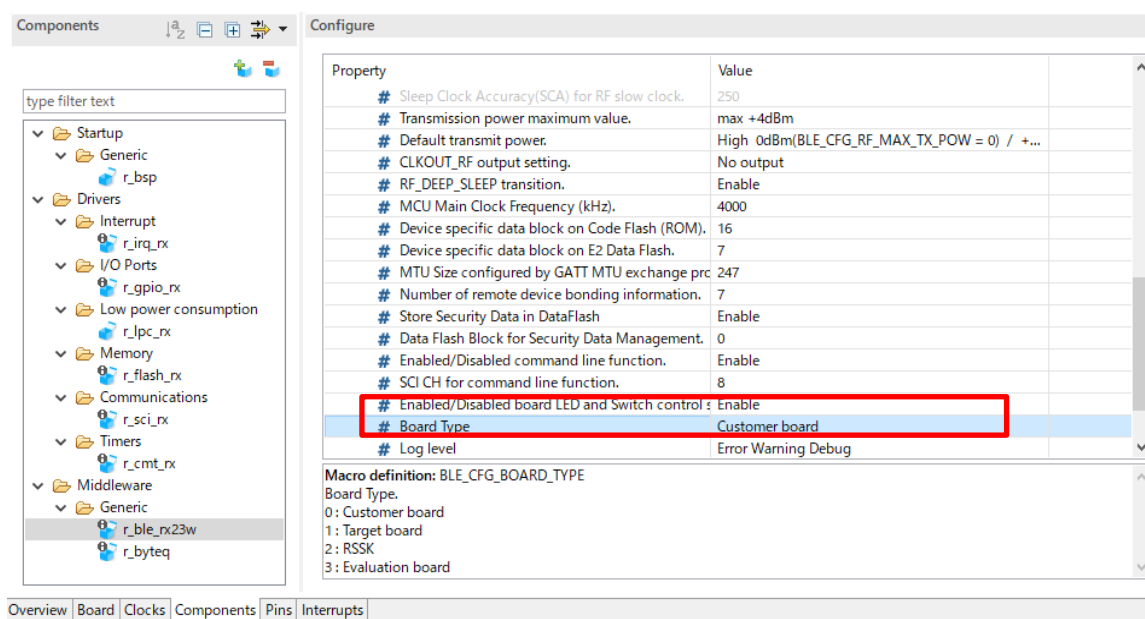 Components
Configure
type filter text
Startup
Generic
r_bsp
Drivers
Interrupt
r_irq_rx
I/O Ports
r_gpio_rx
Low power consumption
r_lpc_rx
Memory
r_flash_rx
Communications
r_sci_rx
Timers
r_cmt_rx
Middleware
Generic
r_ble_rx23w
r_byteq
Property Value
# Sleep Clock Accuracy(SCA) for RF slow clock. 250
# Transmission power maximum value. max +4dBm
# Default transmit power. High 0dBm(BLE_CFG_RF_MAX_TX_POW = 0) / +...
# CLKOUT_RF output setting. No output
# RF_DEEP_SLEEP transition. Enable
# MCU Main Clock Frequency (kHz). 4000
# Device specific data block on Code Flash (ROM). 16
# Device specific data block on E2 Data Flash. 7
# MTU Size configured by GATT MTU exchange pro 247
# Number of remote device bonding information. 7
# Store Security Data in DataFlash Enable
# Data Flash Block for Security Data Management. 0
# Enabled/Disabled command line function. Enable
# SCI CH for command line function. 8
# Enabled/Disabled board LED and Switch control s Enable
# Board Type Customer board
# Log level Error Warning Debug
Macro definition: BLE_CFG_BOARD_TYPE
Board Type.
0 : Customer board
1 : Target board
2 : RSSK
3 : Evaluation board
Overview Board Clocks Components Pins Interrupts